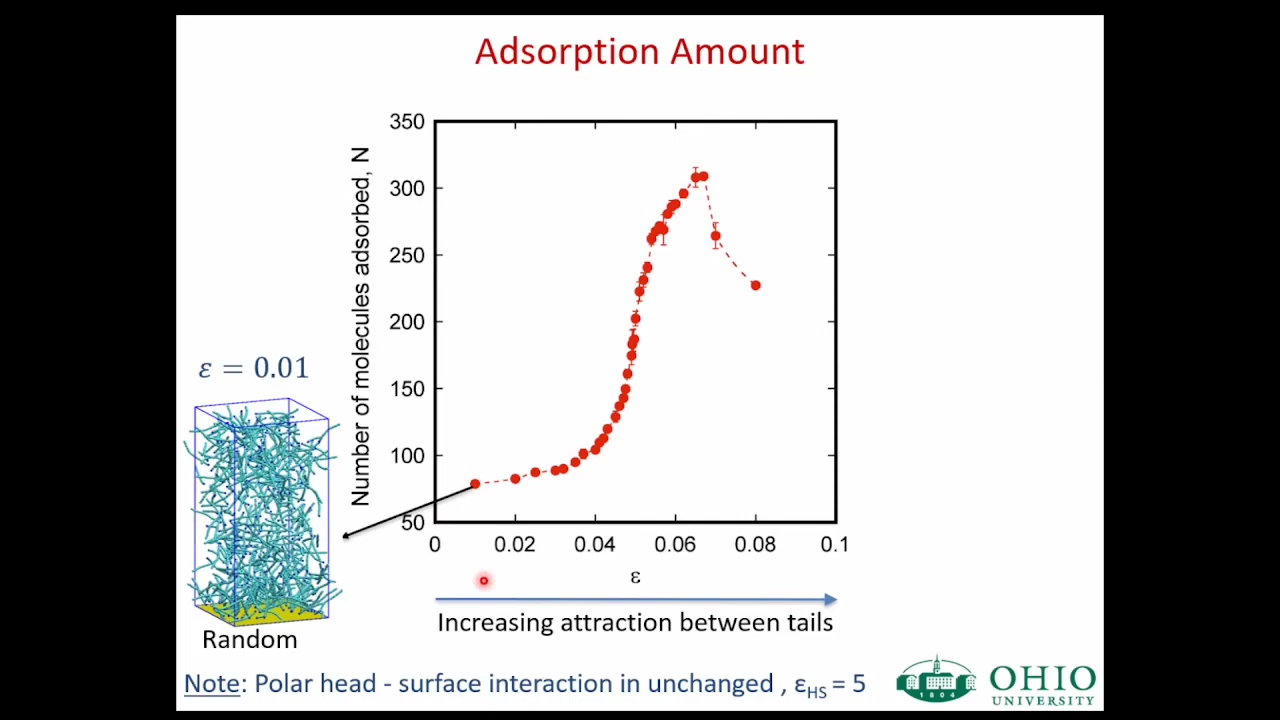 Adsorption Amount
Number of molecules adsorbed, N
350
300
250
200
150
100
50
0
0.02
0.04
0.06
0.08
0.1
ε
Increasing attraction between tails
ε = 0.01
Random
Note: Polar head - surface interaction in unchanged , εHS = 5
1804
OHIO
UNIVERSITY